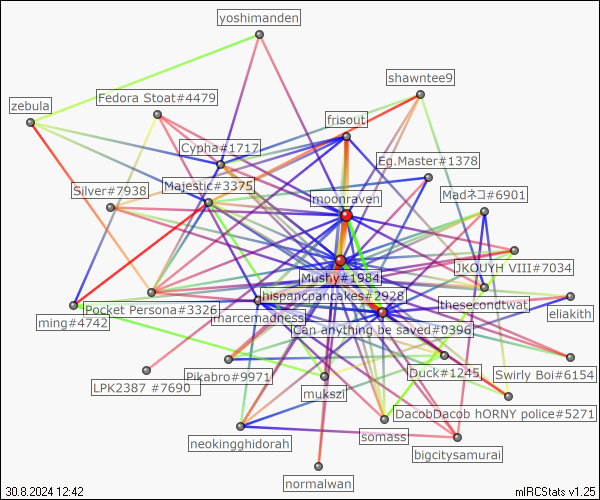 yoshimanden
shawntee9
Fedora Stoat#4479
zebula
frisout
Cypha#1717
Eg.Master#1378
Silver#7938
Majestic#3375
Madネコ#6901
moonraven
JKOUYH VIII#7034
Mushy#1984
hispancpancakes#2928
thesecondtwat
Pocket Persona#3326
eliakith
marcemadness
ming#4742
Can anything be saved#0396
Pikabro#9971
Duck#1245
Swirly Boi#6154
LPK2387 #7690
mukszi
DacobDacob hORNY police#5271
somass
neokingghidorah
bigcitysamurai
normalwan
30.8.2024 12:42
mIRCStats v1.25